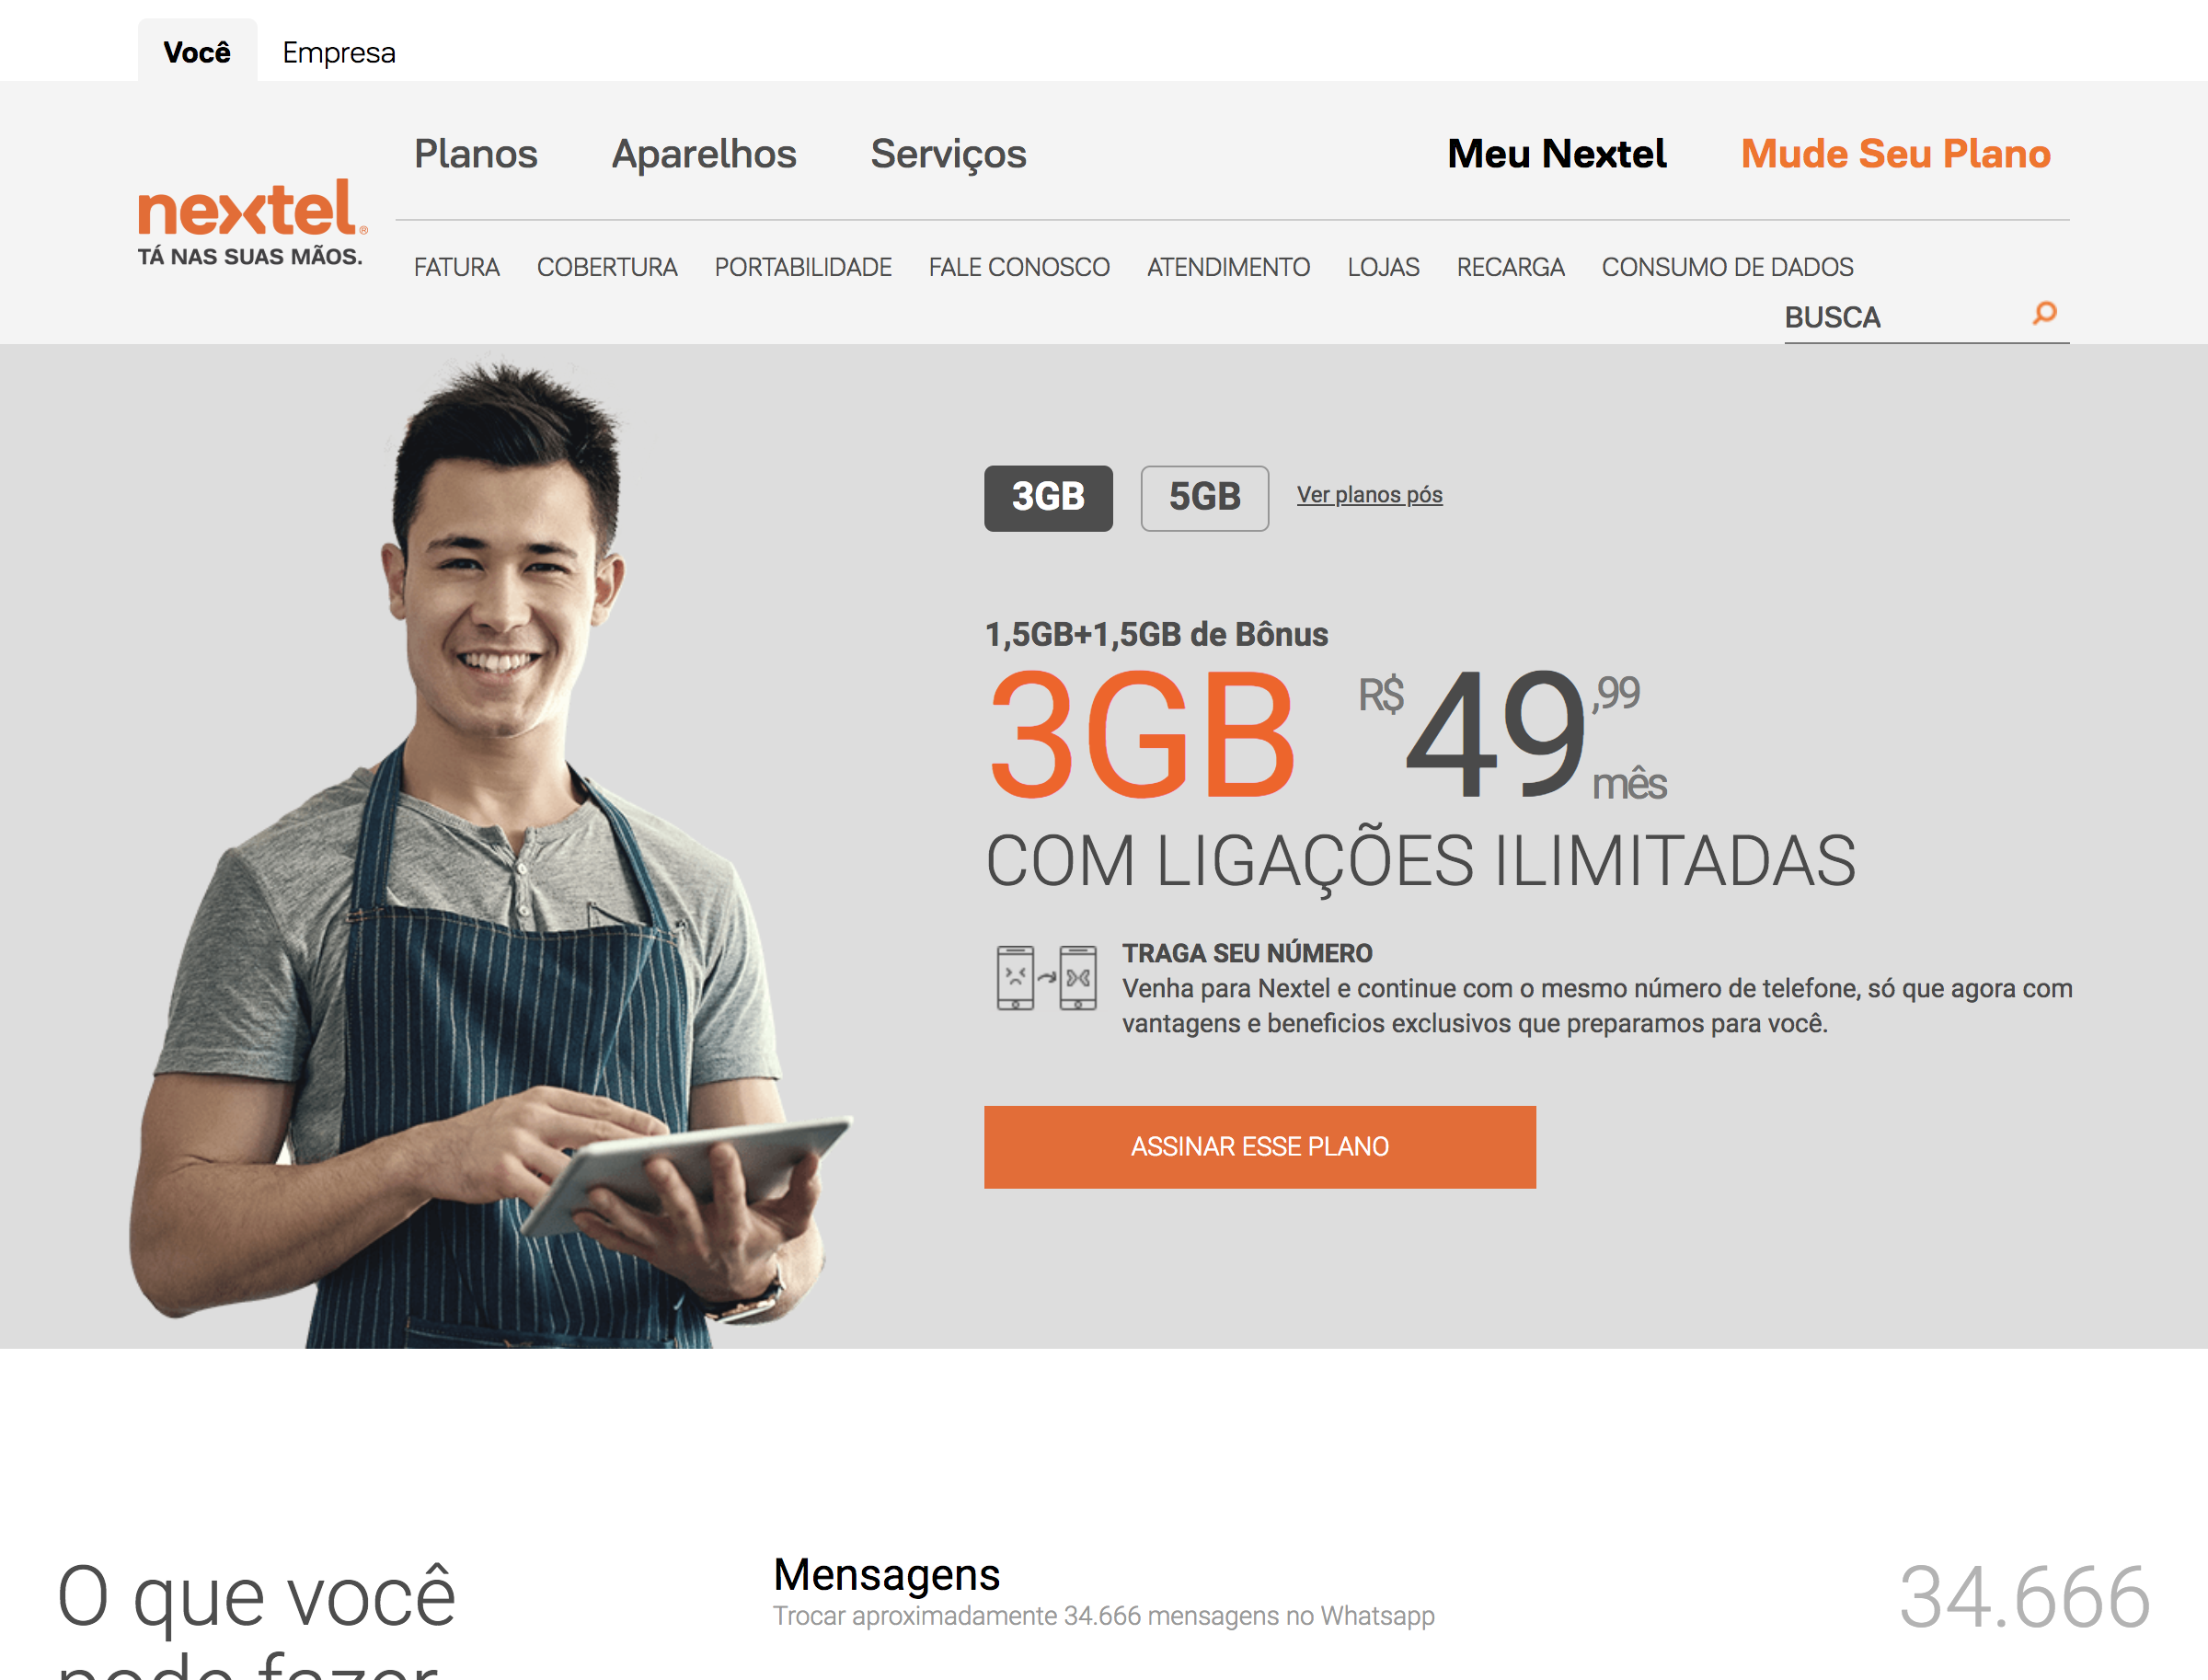 Você Empresa
Planos Aparelhos Serviços Meu Nextel Mude Seu Plano
nextel®
TÁ NAS SUAS MÃOS.
FATURA COBERTURA PORTABILIDADE FALE CONOSCO ATENDIMENTO LOJAS RECARGA CONSUMO DE DADOS
BUSCA
3GB 5GB Ver planos pós
1,5GB+1,5GB de Bônus
3GB R$49,99 mês
COM LIGAÇÕES ILIMITADAS
TRAGA SEU NÚMERO
Venha para Nextel e continue com o mesmo número de telefone, só que agora com
vantagens e beneficios exclusivos que preparamos para você.
ASSINAR ESSE PLANO
O que você
pode fazer
Mensagens
Trocar aproximadamente 34.666 mensagens no Whatsapp
34.666